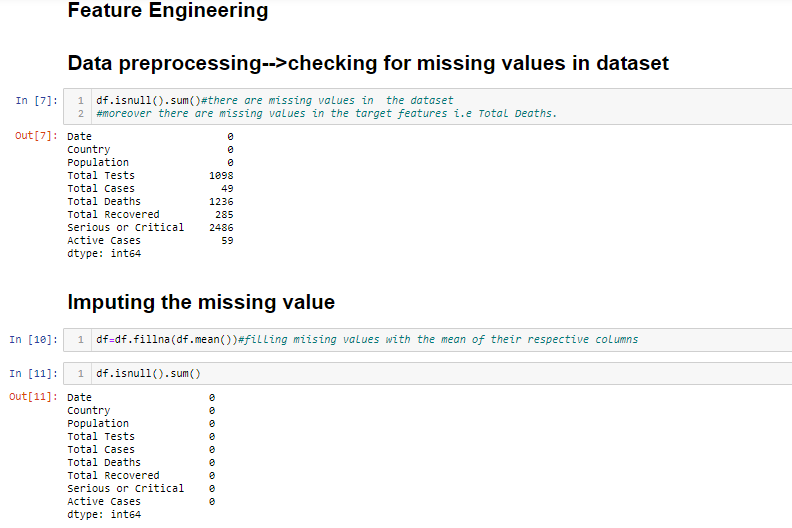 Feature Engineering
Data preprocessing-->checking for missing values in dataset
In [7]: 1 df.isnull().sum()#there are missing values in  the dataset
2 #moreover there are missing values in the target features i.e Total Deaths.
Out[7]: Date 0
Country 0
Population 0
Total Tests 1098
Total Cases 49
Total Deaths 1236
Total Recovered 285
Serious or Critical 2486
Active Cases 59
dtype: int64
Imputing the missing value
In [10]: 1 df=df.fillna(df.mean())#filling miising values with the mean of their respective columns
In [11]: 1 df.isnull().sum()
Out[11]: Date 0
Country 0
Population 0
Total Tests 0
Total Cases 0
Total Deaths 0
Total Recovered 0
Serious or Critical 0
Active Cases 0
dtype: int64